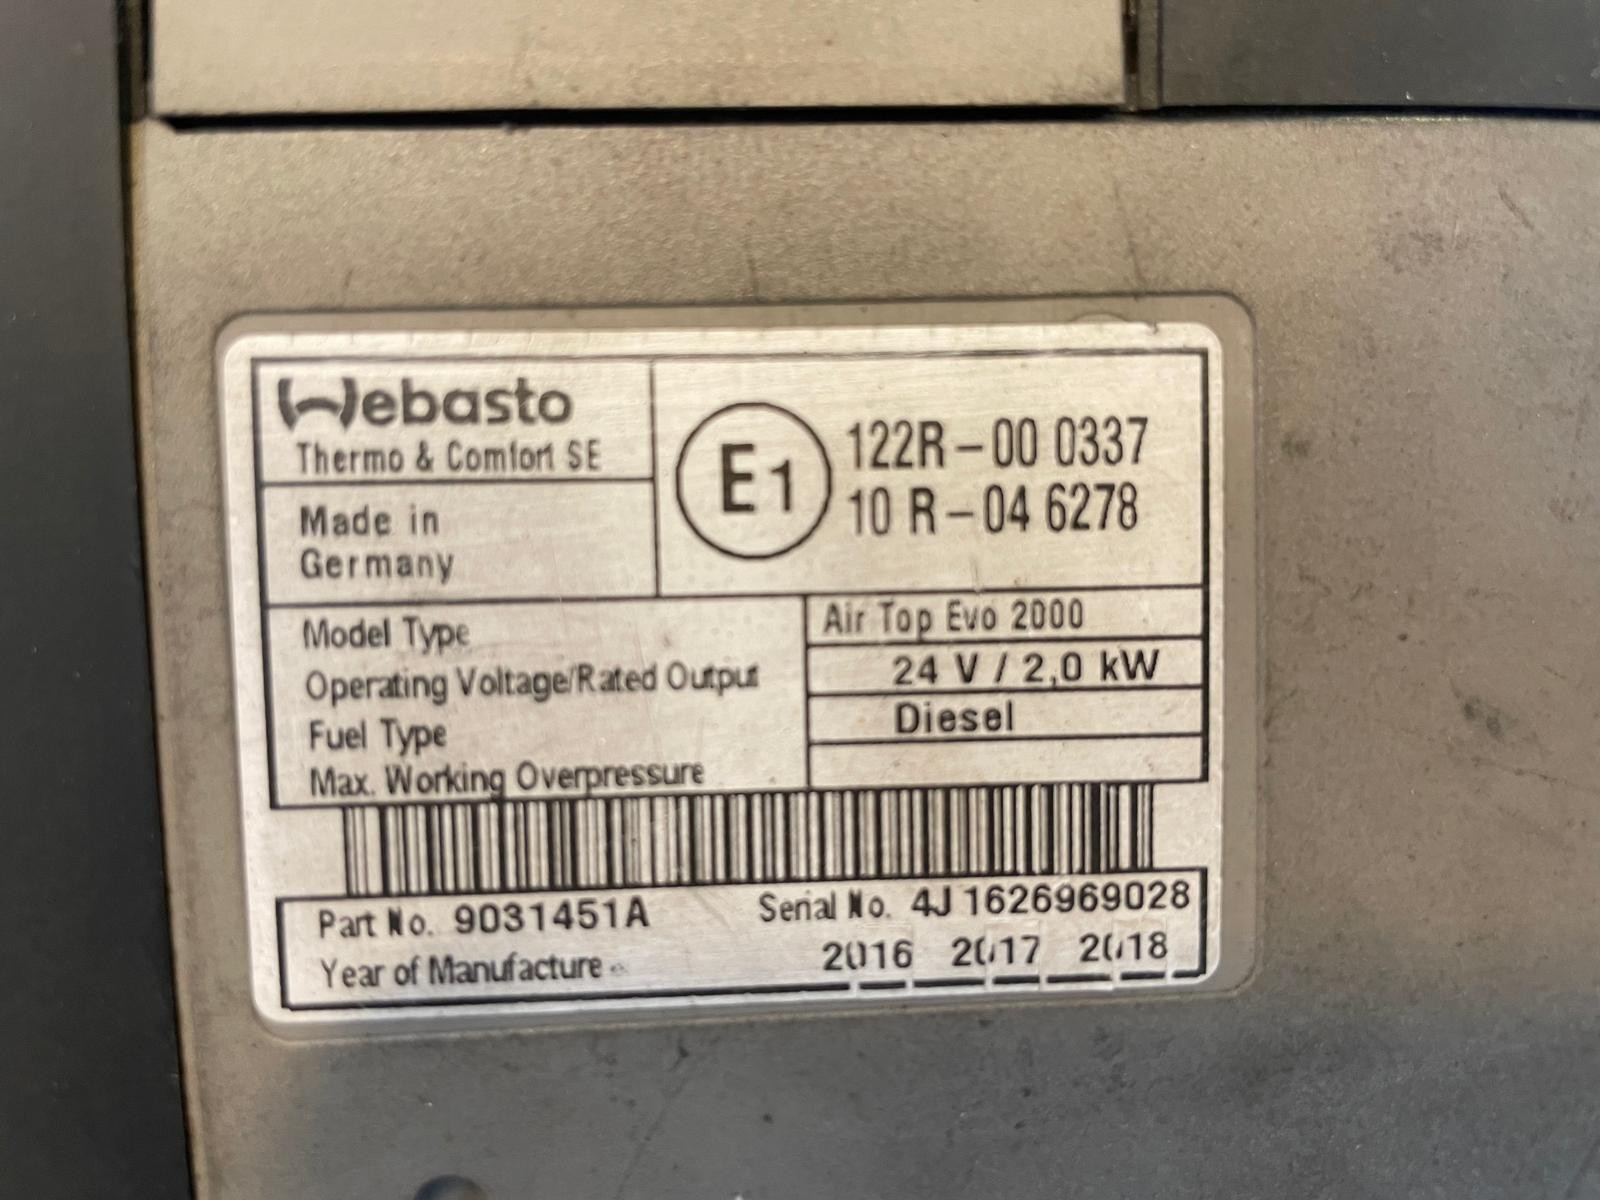 Webasto
Thermo & Comfort SE
Made in
Germany
E1
122R-00 0337
10 R-04 6278
Model Type
Air Top Evo 2000
Operating Voltage/Rated Output
24 V / 2,0 kW
Fuel Type
Diesel
Max. Working Overpressure
Part No. 9031451A
Serial No. 4J1626969028
Year of Manufacture
2016 2017 2018